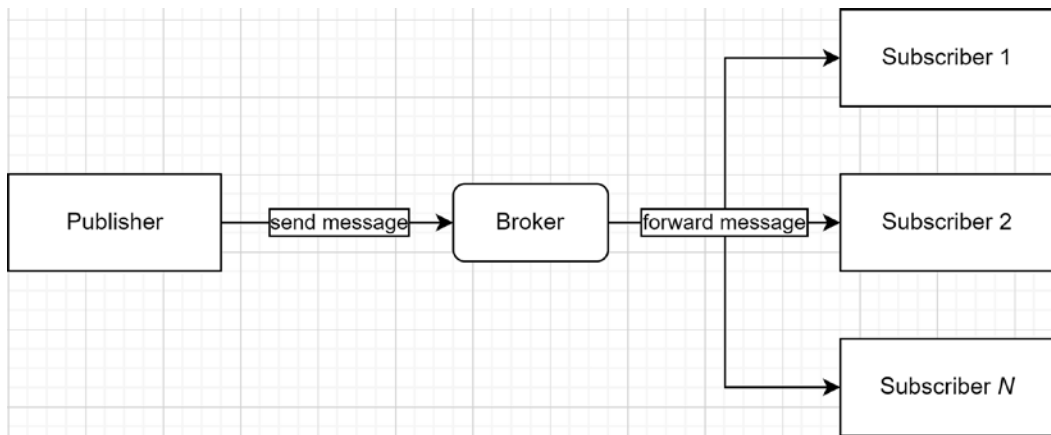 Subscriber 1
Publisher
send message
Broker
forward message
Subscriber 2
Subscriber N